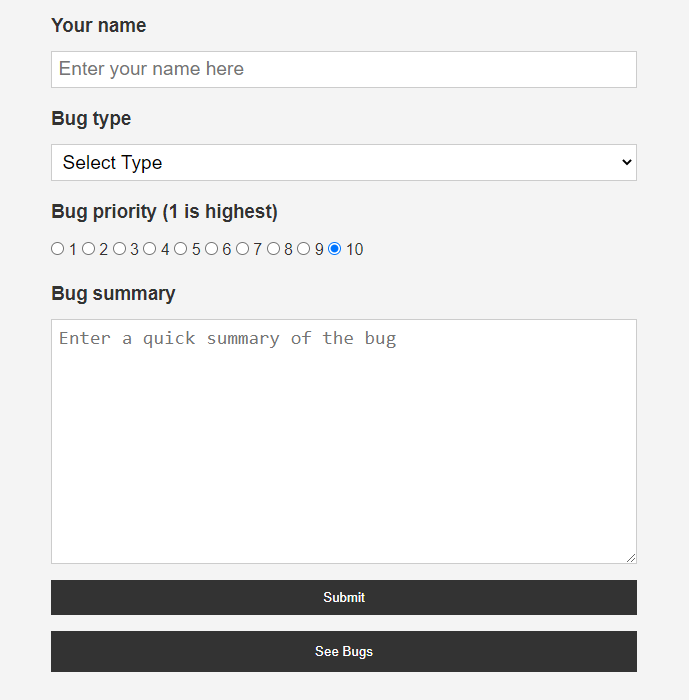 Your name
Enter your name here
Bug type
Select Type
Bug priority (1 is highest)
1 2 3 4 5 6 7 8 9 10
Bug summary
Enter a quick summary of the bug
Submit
See Bugs